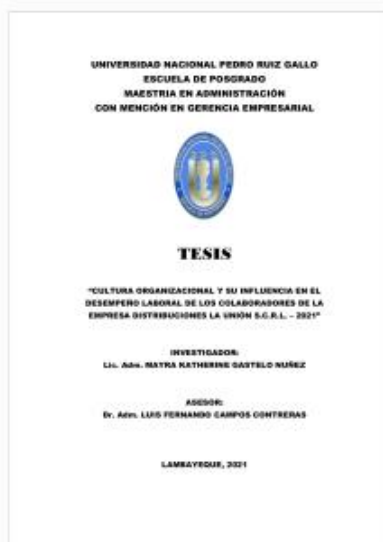 UNIVERSIDAD NACIONAL PEDRO RUIZ GALLO
ESCUELA DE POSGRADO
MAESTRIA EN ADMINISTRACIÓN
CON MENCIÓN EN GERENCIA EMPRESARIAL
TESIS
"CULTURA ORGANIZACIONAL Y SU INFLUENCIA EN EL
DESEMPEÑO LABORAL DE LOS COLABORADORES DE LA
EMPRESA DISTRIBUCIONES LA UNIÓN S.C.R.L. – 2021"
INVESTIGADOR:
Lic. Adm. MAYRA KATHERINE GASTELO NUÑEZ
ASESOR:
Dr. Adm. LUIS FERNANDO CAMPOS CONTRERAS
LAMBAYEQUE, 2021